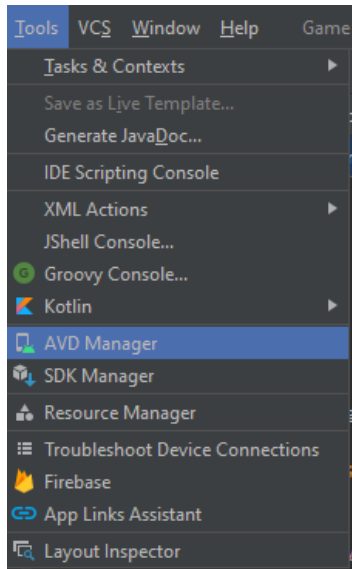 Tools VCS Window Help Game
Tasks & Contexts
Save as Live Template...
Generate JavaDoc...
IDE Scripting Console
XML Actions
JShell Console...
G Groovy Console...
Kotlin
AVD Manager
SDK Manager
Resource Manager
Troubleshoot Device Connections
Firebase
App Links Assistant
Layout Inspector